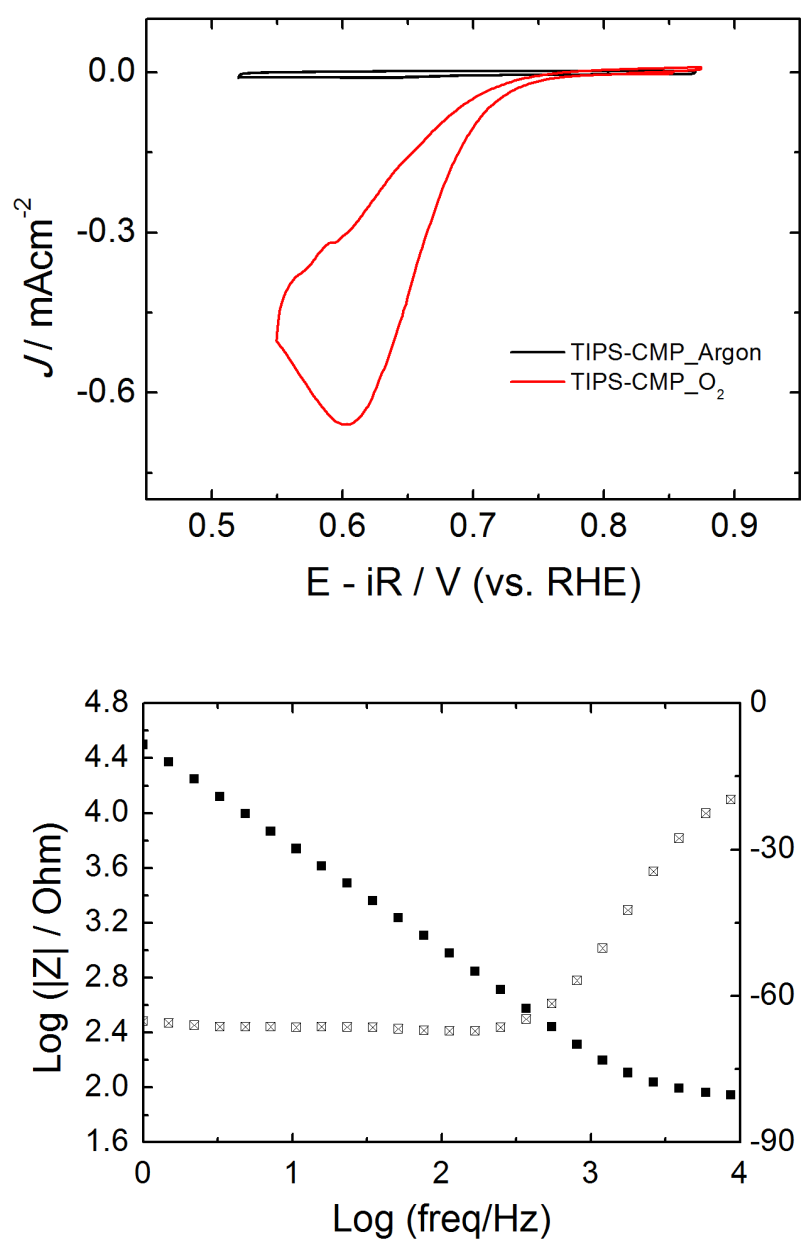 0.0
-0.3
-0.6
J / mAcm⁻²
TIPS-CMP_Argon
TIPS-CMP_O₂
0.5 0.6 0.7 0.8 0.9
E - iR / V (vs. RHE)
4.8
4.4
4.0
3.6
3.2
2.8
2.4
2.0
1.6
Log (|Z| / Ohm)
0
-30
-60
-90
0 1 2 3 4
Log (freq/Hz)